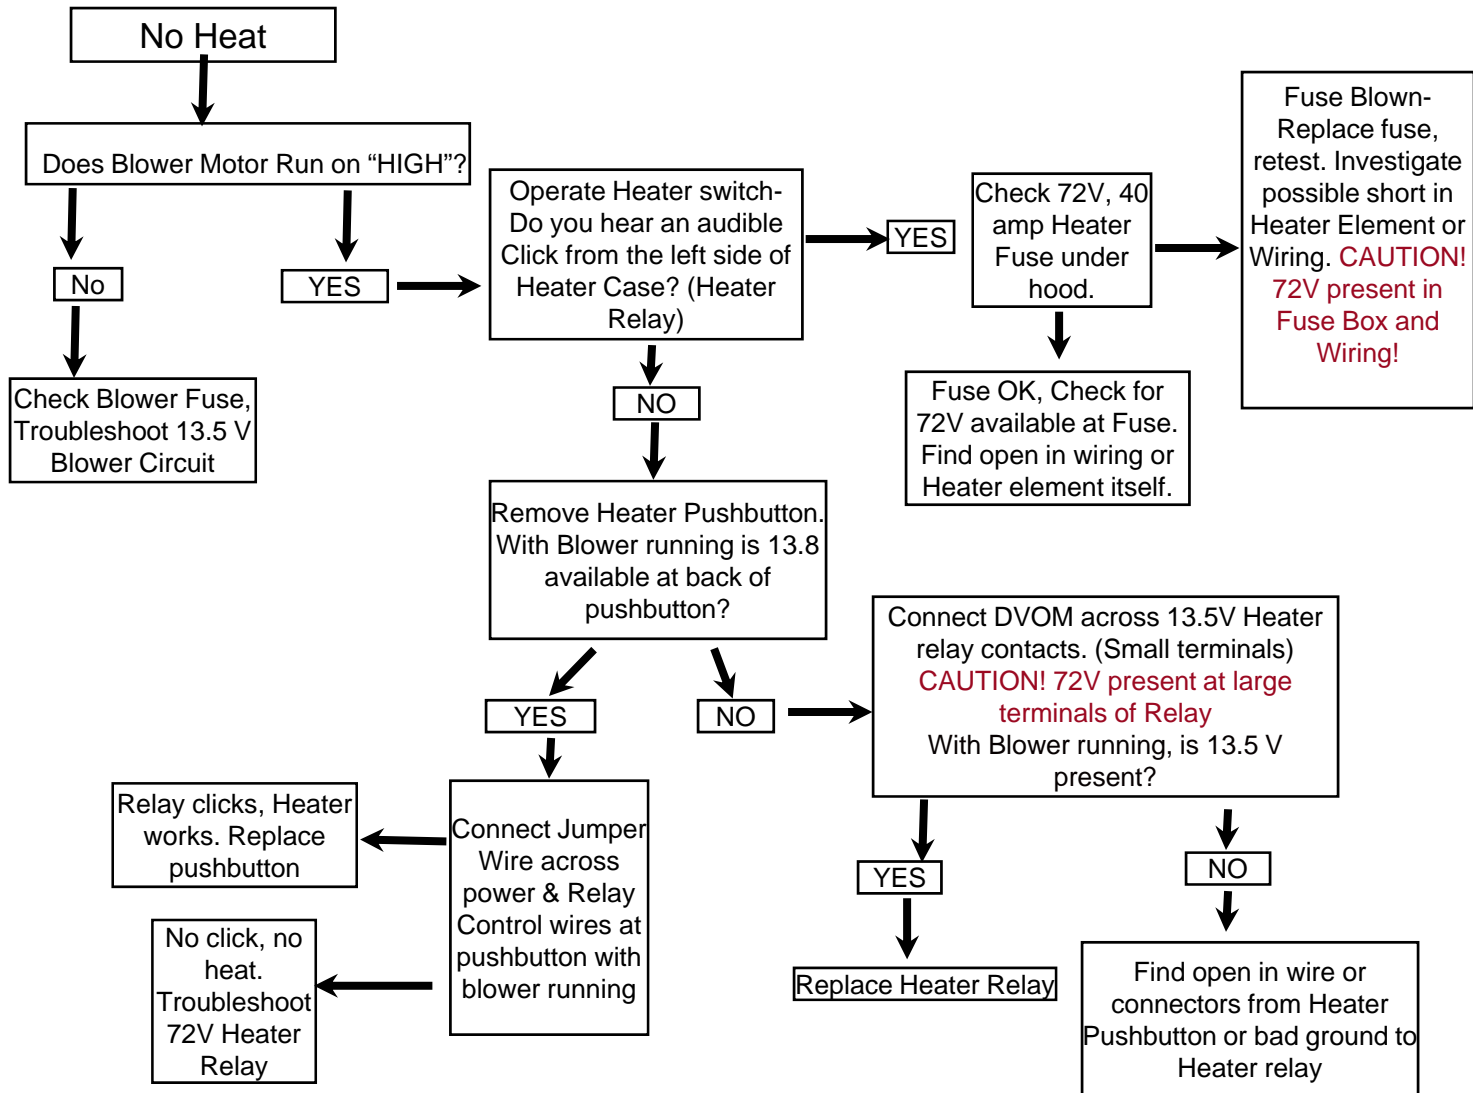 No Heat
Does Blower Motor Run on “HIGH”?
No
YES
Check Blower Fuse,
Troubleshoot 13.5 V
Blower Circuit
Operate Heater switch-
Do you hear an audible
Click from the left side of
Heater Case? (Heater
Relay)
YES
Check 72V, 40
amp Heater
Fuse under
hood.
Fuse Blown-
Replace fuse,
retest. Investigate
possible short in
Heater Element or
Wiring. CAUTION!
72V present in
Fuse Box and
Wiring!
Fuse OK, Check for
72V available at Fuse.
Find open in wiring or
Heater element itself.
NO
Remove Heater Pushbutton.
With Blower running is 13.8
available at back of
pushbutton?
YES
NO
Connect DVOM across 13.5V Heater
relay contacts. (Small terminals)
CAUTION! 72V present at large
terminals of Relay
With Blower running, is 13.5 V
present?
Connect Jumper
Wire across
power & Relay
Control wires at
pushbutton with
blower running
Relay clicks, Heater
works. Replace
pushbutton
No click, no
heat.
Troubleshoot
72V Heater
Relay
YES
Replace Heater Relay
NO
Find open in wire or
connectors from Heater
Pushbutton or bad ground to
Heater relay